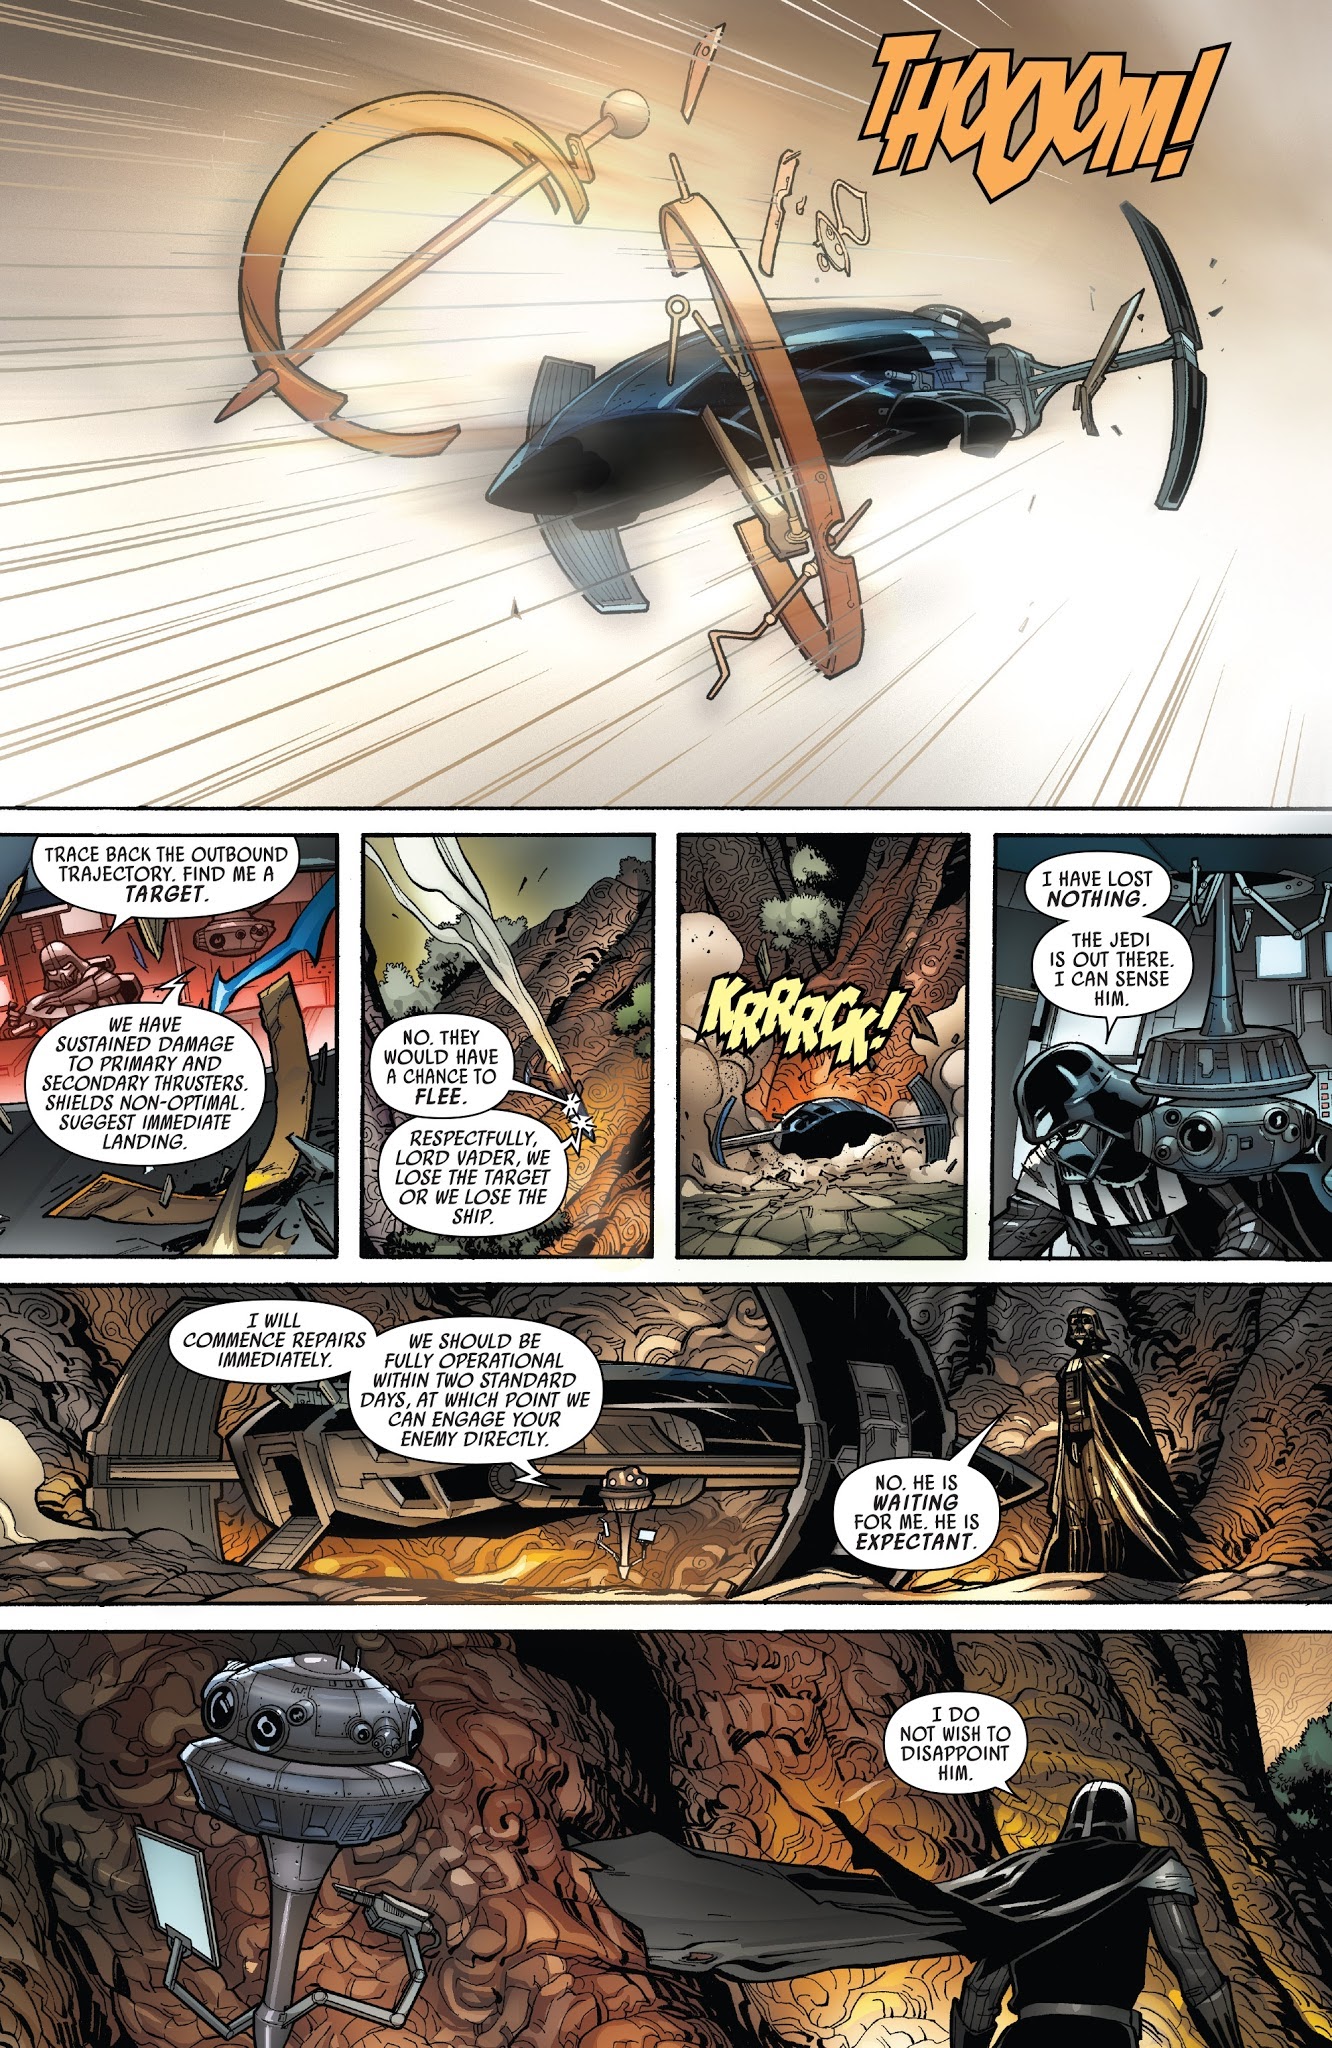 THOOOM!
TRACE BACK THE OUTBOUND
TRAJECTORY. FIND ME A
TARGET.
WE HAVE
SUSTAINED DAMAGE
TO PRIMARY AND
SECONDARY THRUSTERS.
SHIELDS NON-OPTIMAL.
SUGGEST IMMEDIATE
LANDING.
NO. THEY
WOULD HAVE
A CHANCE TO
FLEE.
RESPECTFULLY,
LORD VADER, WE
LOSE THE TARGET
OR WE LOSE THE
SHIP.
KRRRRCK!
I HAVE LOST
NOTHING.
THE JEDI
IS OUT THERE.
I CAN SENSE
HIM.
I WILL
COMMENCE REPAIRS
IMMEDIATELY.
WE SHOULD BE
FULLY OPERATIONAL
WITHIN TWO STANDARD
DAYS, AT WHICH POINT WE
CAN ENGAGE YOUR
ENEMY DIRECTLY.
NO. HE IS
WAITING
FOR ME. HE IS
EXPECTANT.
I DO
NOT WISH TO
DISAPPOINT
HIM.